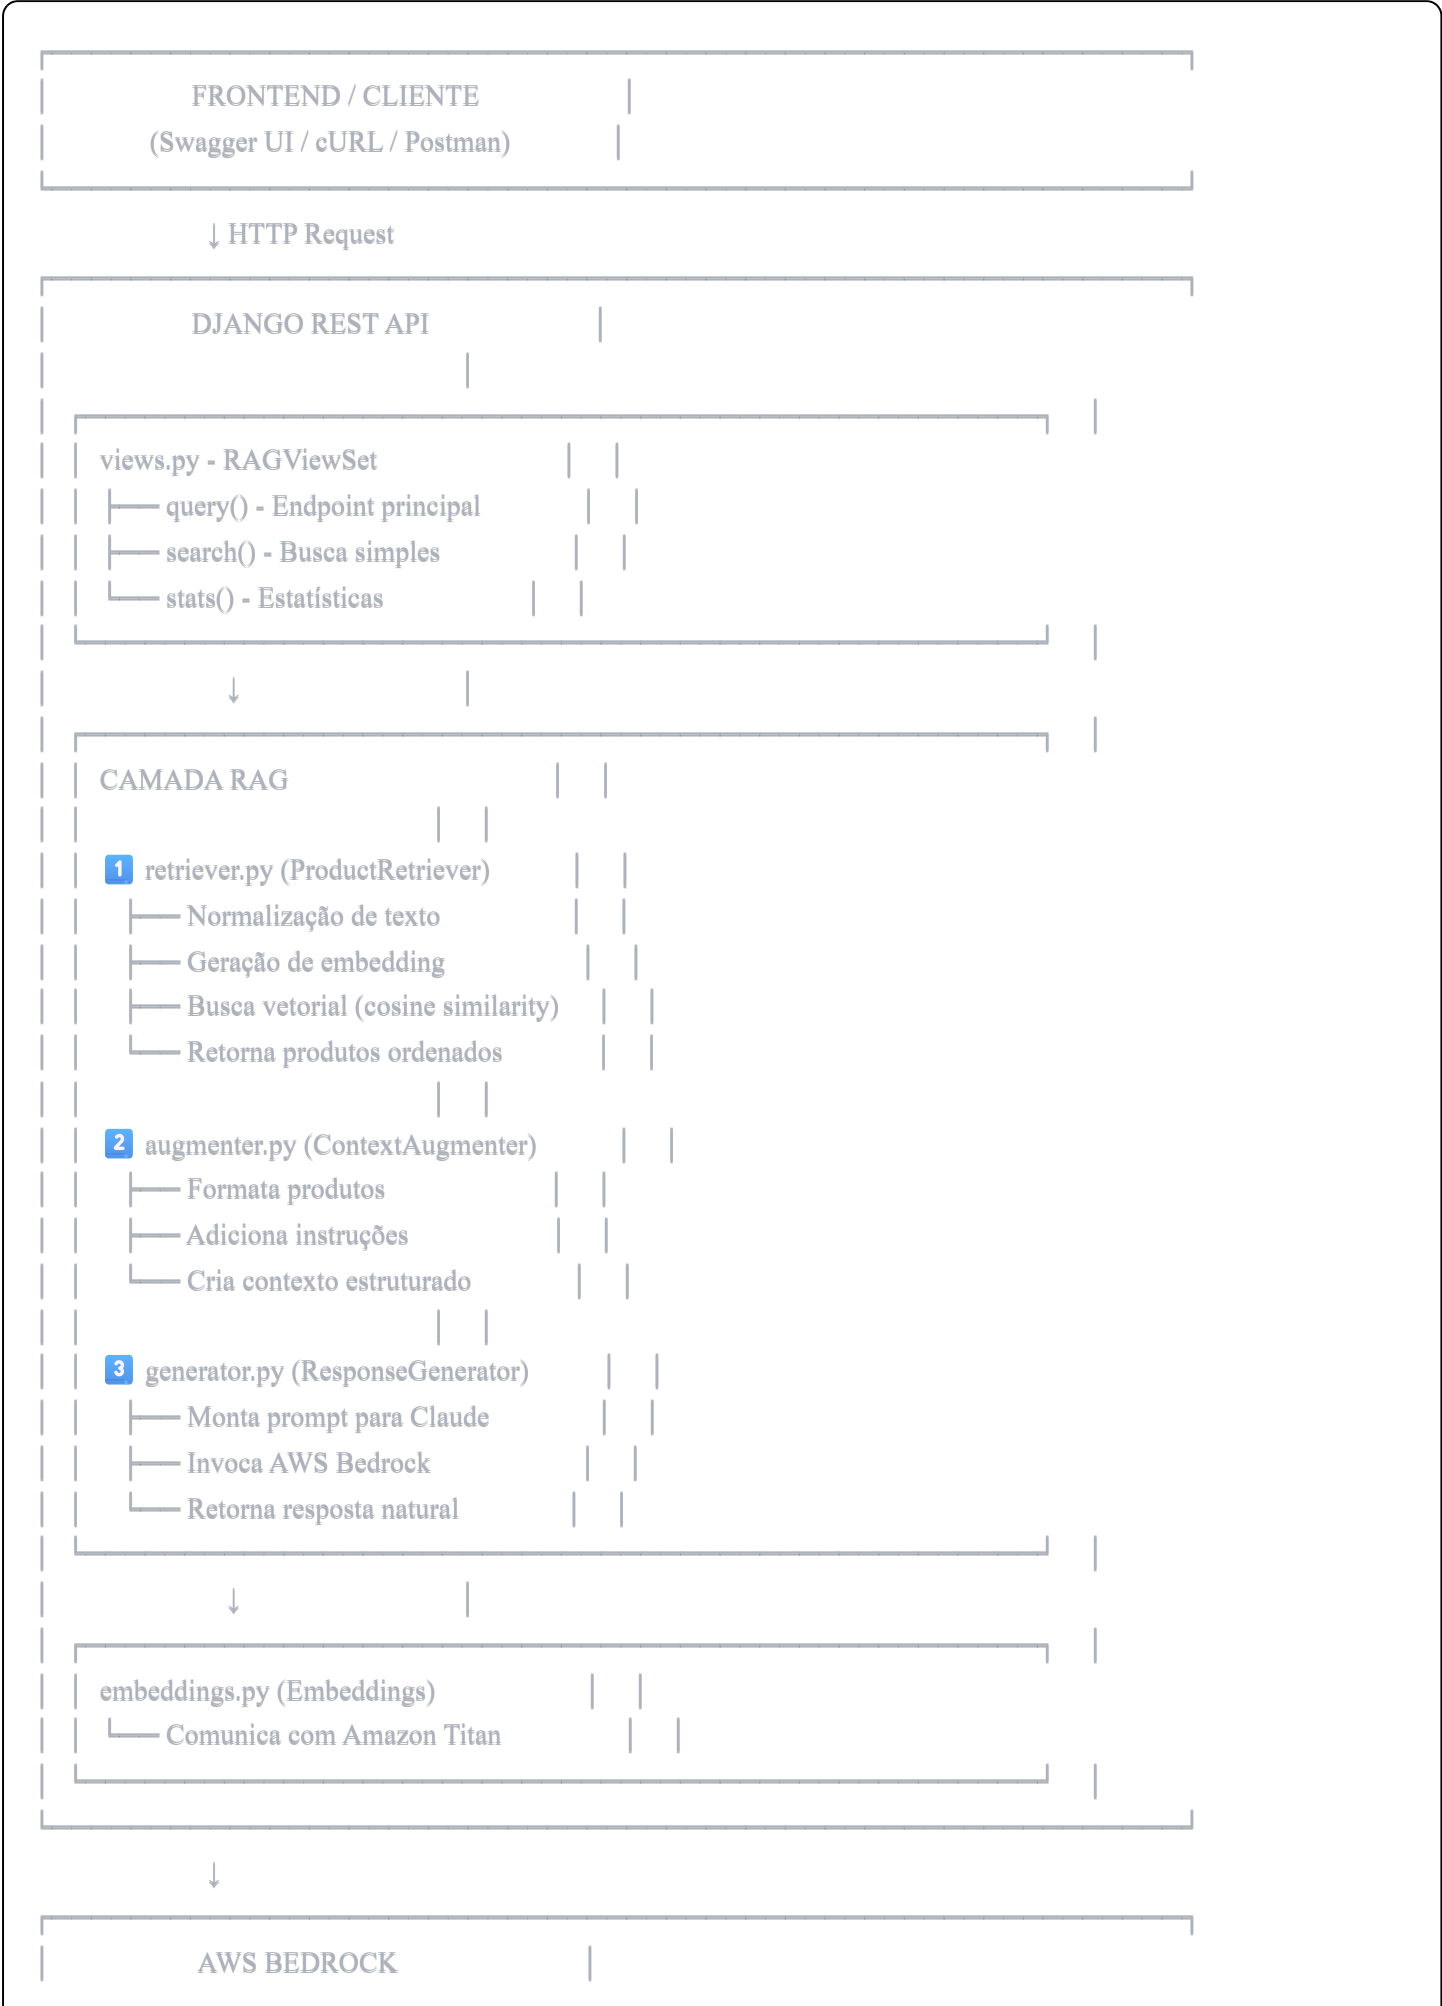 FRONTEND / CLIENTE
(Swagger UI / cURL / Postman)
↓ HTTP Request
DJANGO REST API
views.py - RAGViewSet
├── query() - Endpoint principal
├── search() - Busca simples
└── stats() - Estatísticas
↓
CAMADA RAG
1️⃣ retriever.py (ProductRetriever)
├── Normalização de texto
├── Geração de embedding
├── Busca vetorial (cosine similarity)
└── Retorna produtos ordenados
2️⃣ augmenter.py (ContextAugmenter)
├── Formata produtos
├── Adiciona instruções
└── Cria contexto estruturado
3️⃣ generator.py (ResponseGenerator)
├── Monta prompt para Claude
├── Invoca AWS Bedrock
└── Retorna resposta natural
↓
embeddings.py (Embeddings)
└── Comunica com Amazon Titan
↓
AWS BEDROCK